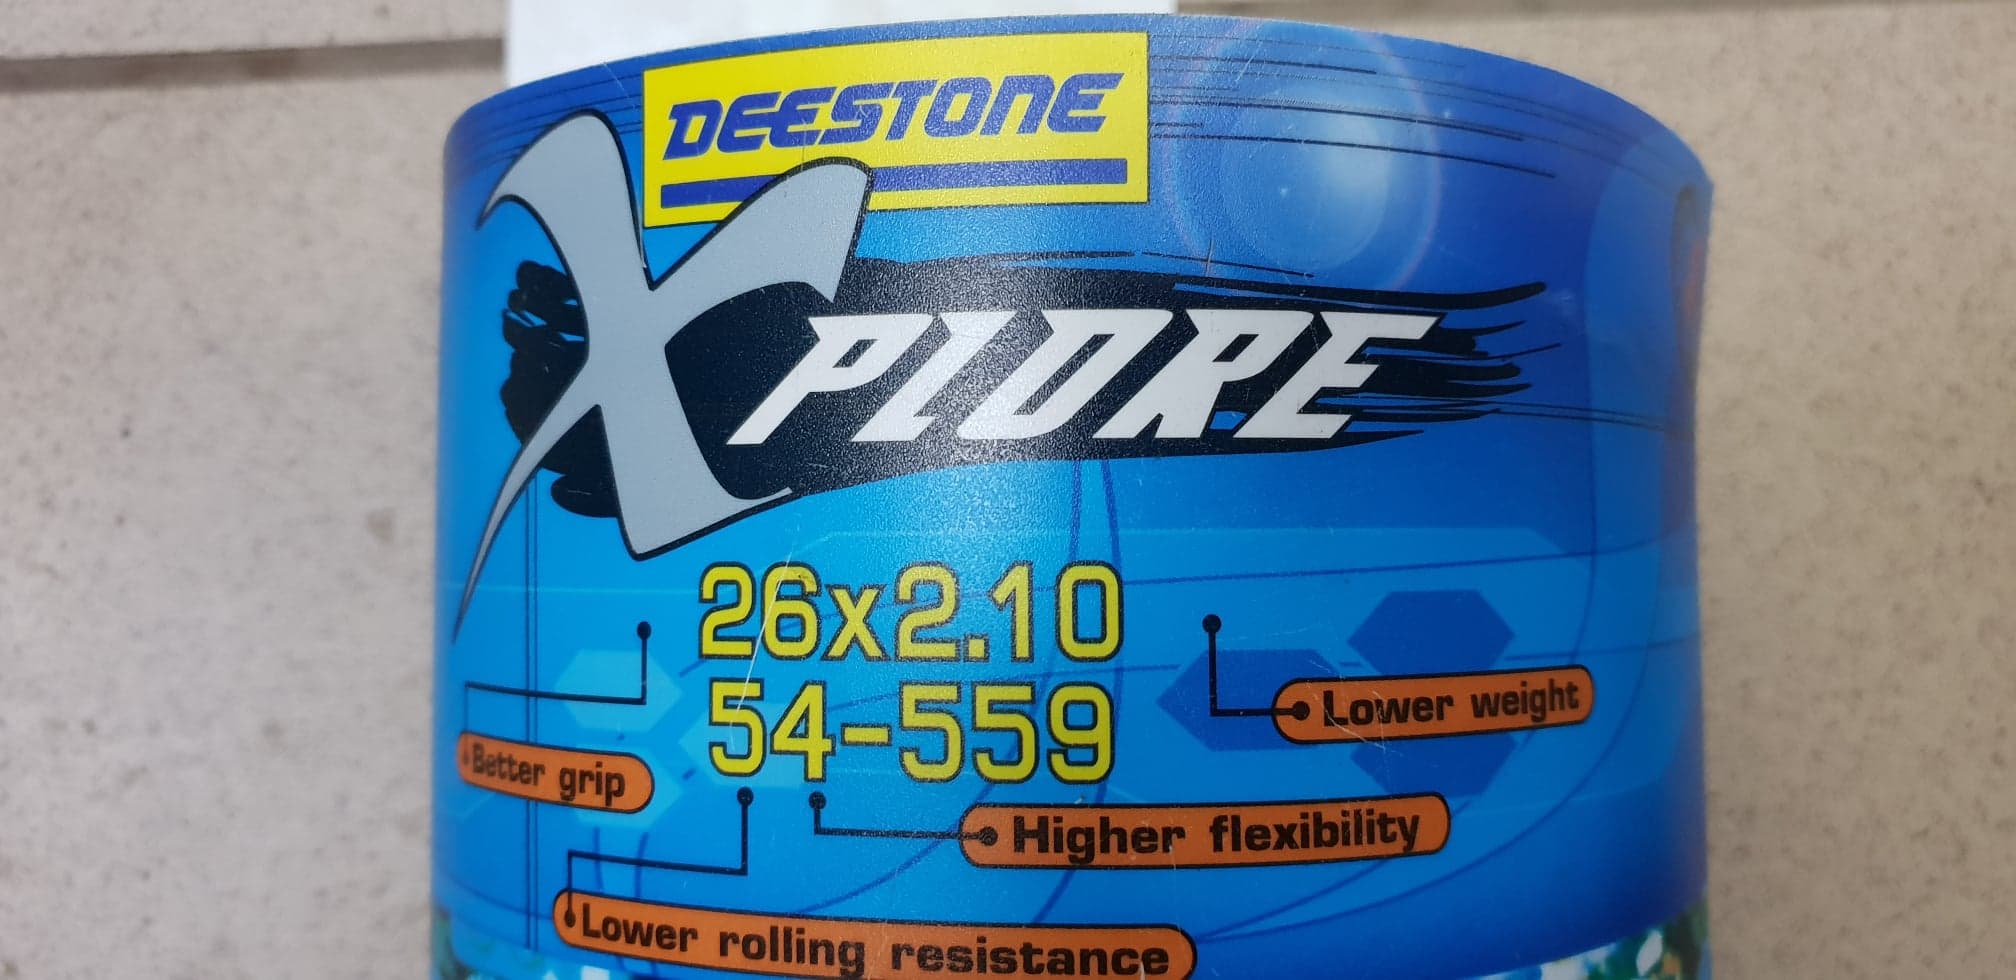 DEESTONE
XPLORE
26x2.10
54-559
Lower weight
Better grip
Higher flexibility
Lower rolling resistance